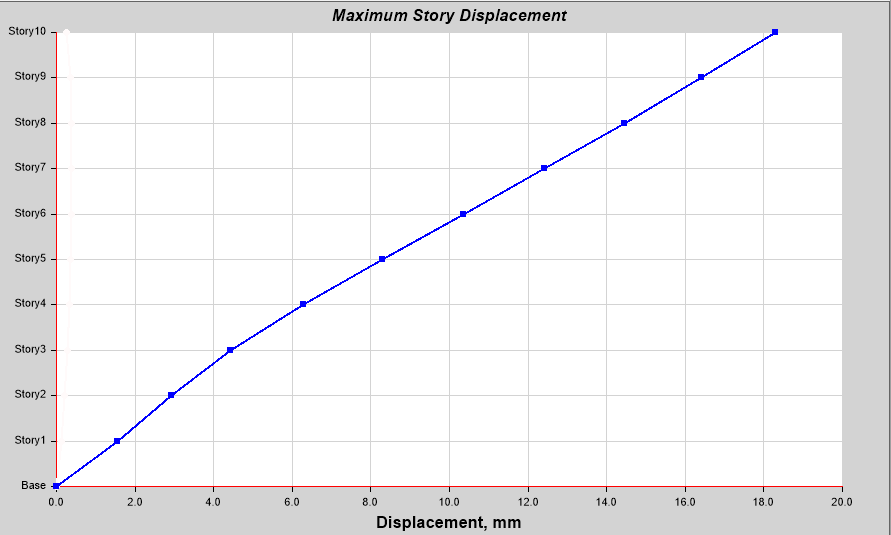 Maximum Story Displacement
Story10
Story9
Story8
Story7
Story6
Story5
Story4
Story3
Story2
Story1
Base
0.0 2.0 4.0 6.0 8.0 10.0 12.0 14.0 16.0 18.0 20.0
Displacement, mm